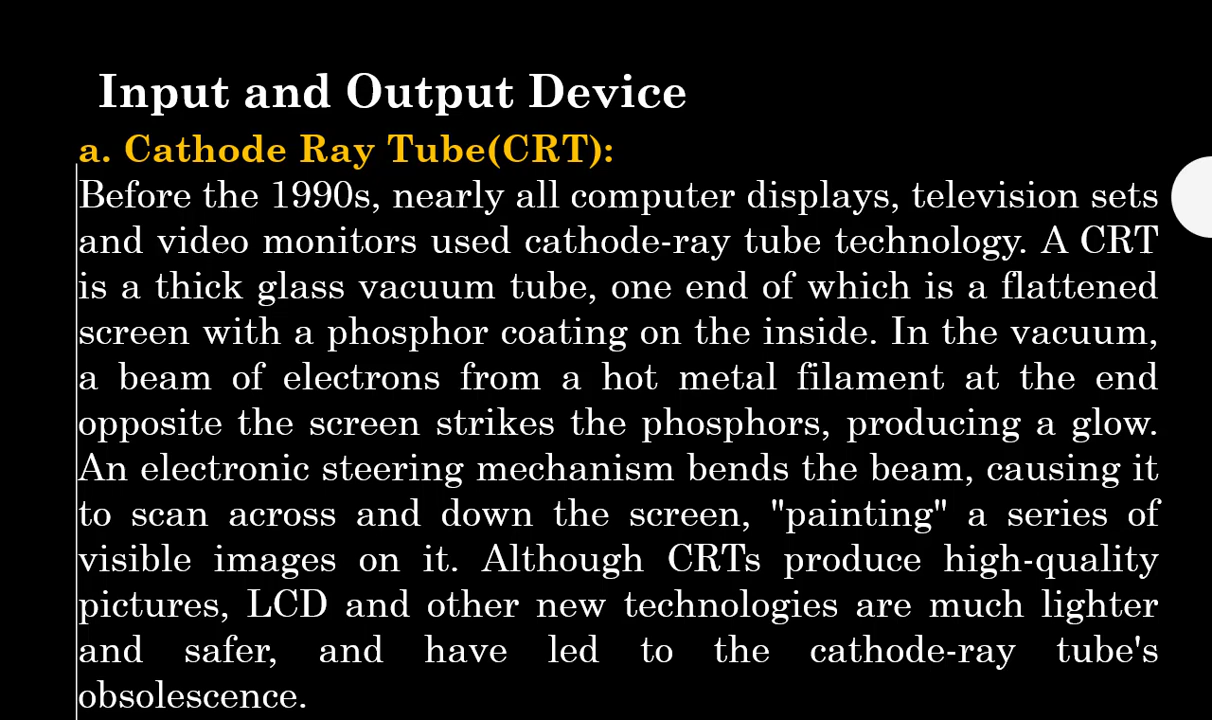 Input and Output Device
a. Cathode Ray Tube(CRT):
Before the 1990s, nearly all computer displays, television sets
and video monitors used cathode-ray tube technology. A CRT
is a thick glass vacuum tube, one end of which is a flattened
screen with a phosphor coating on the inside. In the vacuum,
a beam of electrons from a hot metal filament at the end
opposite the screen strikes the phosphors, producing a glow.
An electronic steering mechanism bends the beam, causing it
to scan across and down the screen, "painting" a series of
visible images on it. Although CRTs produce high-quality
pictures, LCD and other new technologies are much lighter
and safer, and have led to the cathode-ray tube's
obsolescence.